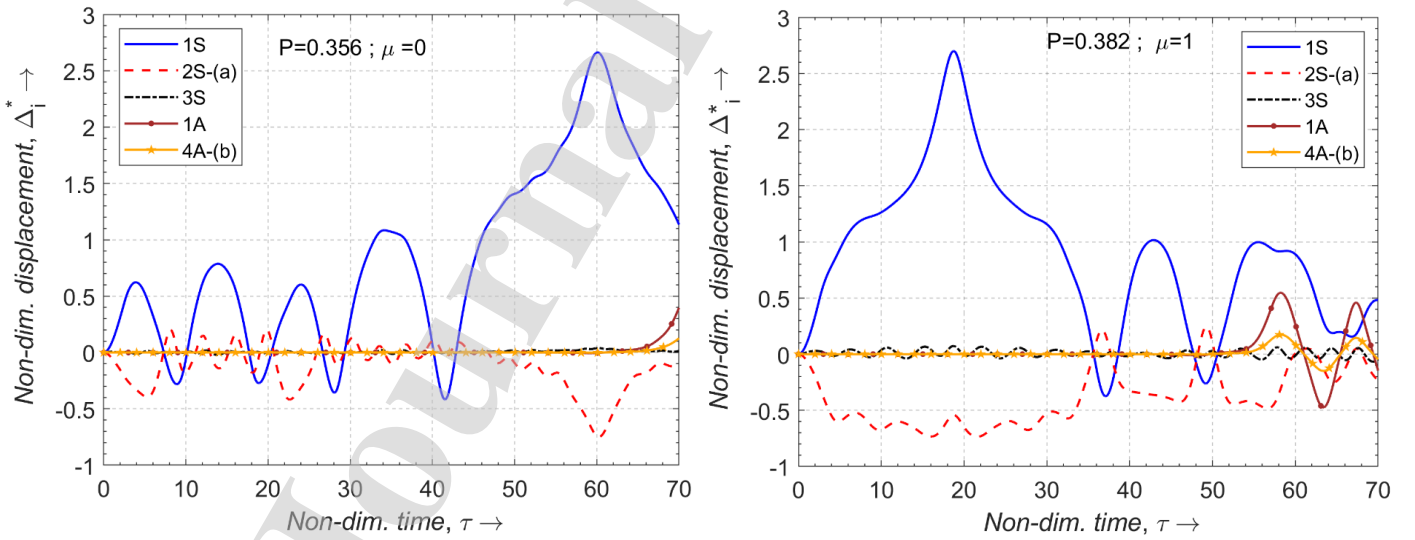 P=0.356 ; μ =0
1S
2S-(a)
3S
1A
4A-(b)
3
2.5
2
1.5
1
0.5
0
-0.5
-1
0 10 20 30 40 50 60 70
Non-dim. displacement, Δ*i →
Non-dim. time, τ →
P=0.382 ; μ=1
1S
2S-(a)
3S
1A
4A-(b)
3
2.5
2
1.5
1
0.5
0
-0.5
-1
0 10 20 30 40 50 60 70
Non-dim. displacement, Δ*i →
Non-dim. time, τ →
Journal